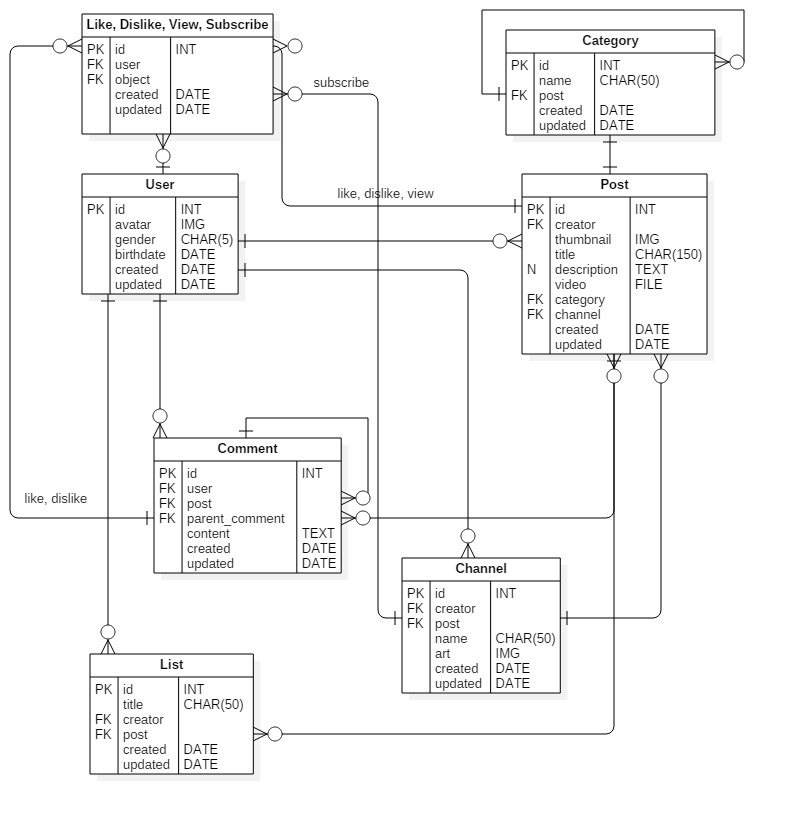 Like, Dislike, View, Subscribe
PK id INT
FK user
FK object
created DATE
updated DATE
subscribe
Category
PK id INT
name CHAR(50)
FK post
created DATE
updated DATE
User
PK id INT
avatar IMG
gender CHAR(5)
birthdate DATE
created DATE
updated DATE
like, dislike, view
Post
PK id INT
FK creator
thumbnail IMG
title CHAR(150)
N description TEXT
video FILE
FK category
FK channel
created DATE
updated DATE
Comment
PK id INT
FK user
FK post
FK parent_comment
content TEXT
created DATE
updated DATE
like, dislike
Channel
PK id INT
FK creator
FK post
name CHAR(50)
art IMG
created DATE
updated DATE
List
PK id INT
title CHAR(50)
FK creator
FK post
created DATE
updated DATE